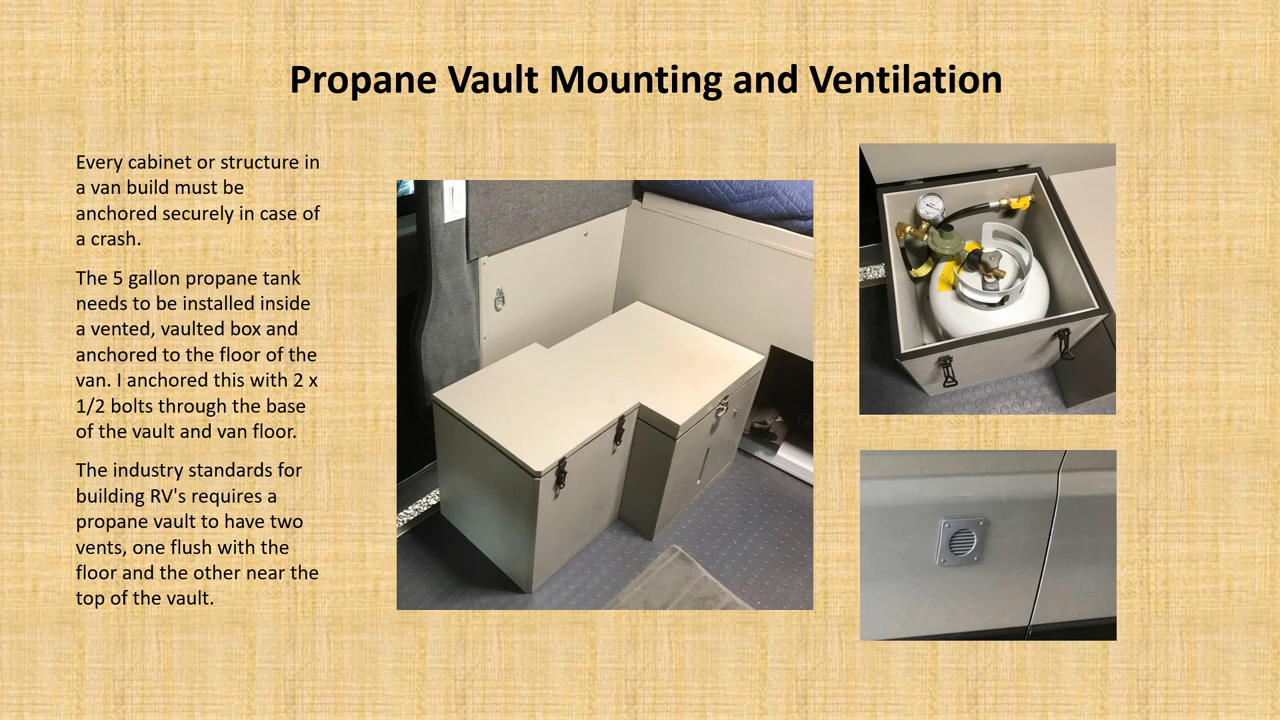 Propane Vault Mounting and Ventilation
Every cabinet or structure in
a van build must be
anchored securely in case of
a crash.
The 5 gallon propane tank
needs to be installed inside
a vented, vaulted box and
anchored to the floor of the
van. I anchored this with 2 x
1/2 bolts through the base
of the vault and van floor.
The industry standards for
building RV's requires a
propane vault to have two
vents, one flush with the
floor and the other near the
top of the vault.